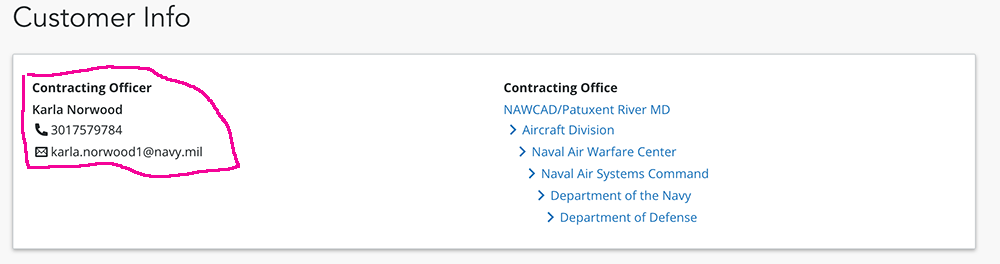 Customer Info
Contracting Officer
Karla Norwood
3017579784
karla.norwood1@navy.mil
Contracting Office
NAWCAD/Patuxent River MD
Aircraft Division
Naval Air Warfare Center
Naval Air Systems Command
Department of the Navy
Department of Defense